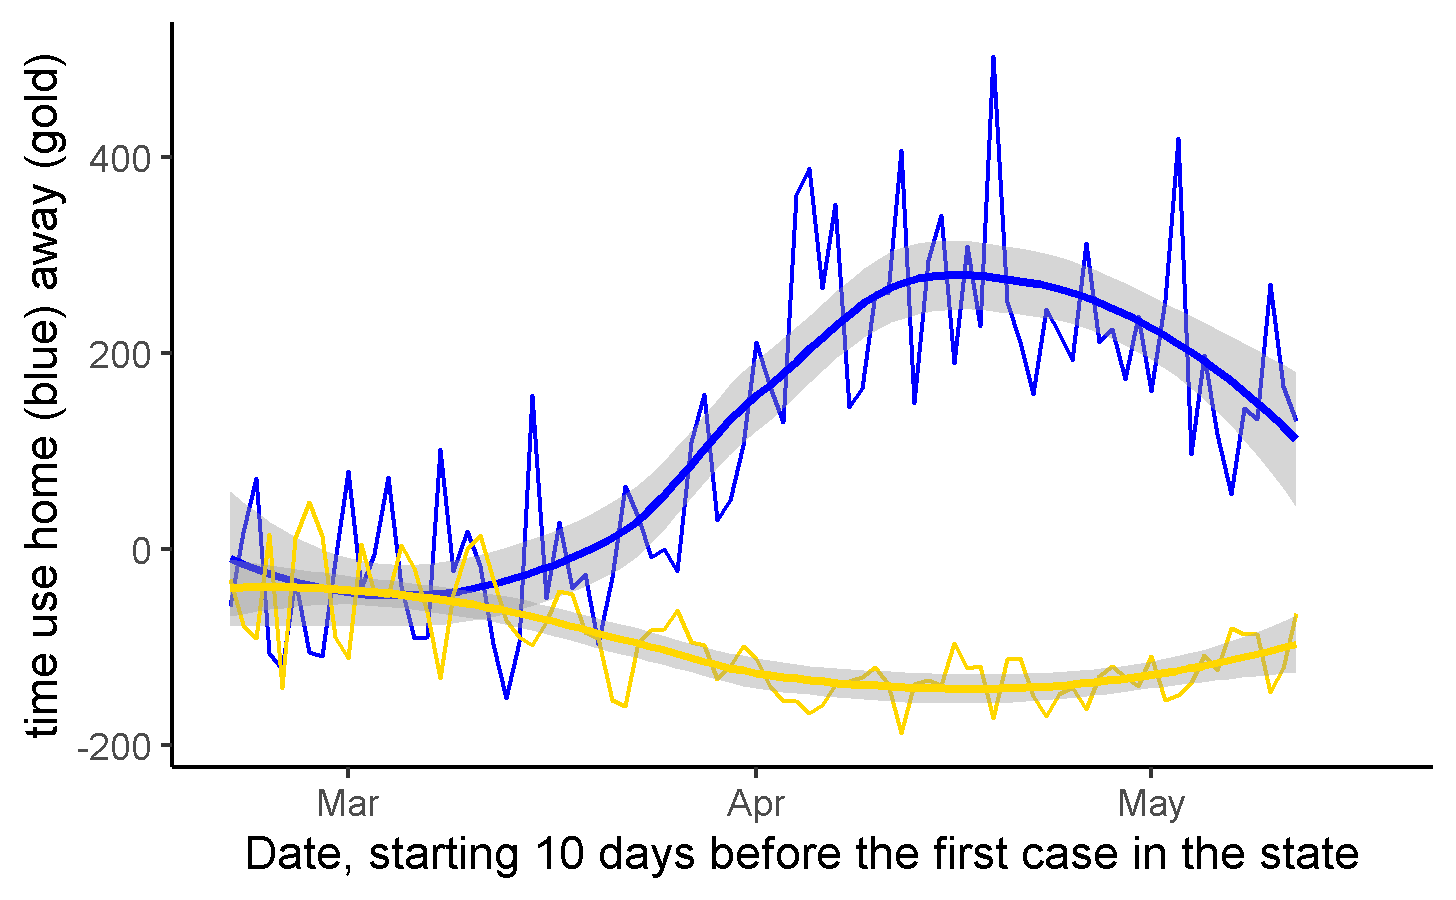 time use home (blue) away (gold)
400
200
0
-200
Mar Apr May
Date, starting 10 days before the first case in the state